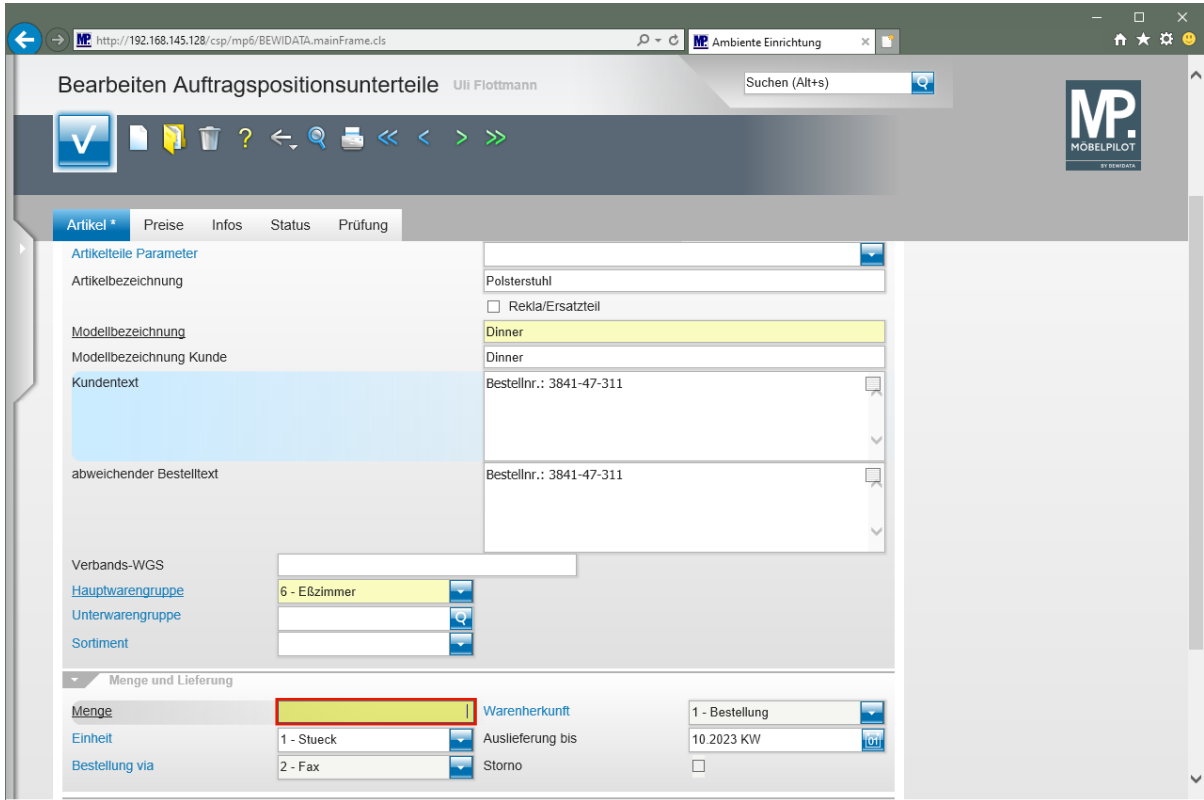 http://192.168.145.128/csp/mp6/BEWIDATA.mainFrame.cls
MP Ambiente Einrichtung
Bearbeiten Auftragspositionsunterteile Uli Flottmann
Suchen (Alt+s)
MP.
MÖBELPILOT
BY BEWIDATA
Artikel * Preise Infos Status Prüfung
Artikelteile Parameter
Artikelbezeichnung Polsterstuhl
Rekla/Ersatzteil
Modellbezeichnung Dinner
Modellbezeichnung Kunde Dinner
Kundentext Bestellnr.: 3841-47-311
abweichender Bestelltext Bestellnr.: 3841-47-311
Verbands-WGS
Hauptwarengruppe 6 - Eßzimmer
Unterwarengruppe
Sortiment
Menge und Lieferung
Menge Warenherkunft 1 - Bestellung
Einheit 1 - Stueck Auslieferung bis 10.2023 KW 01
Bestellung via 2 - Fax Storno